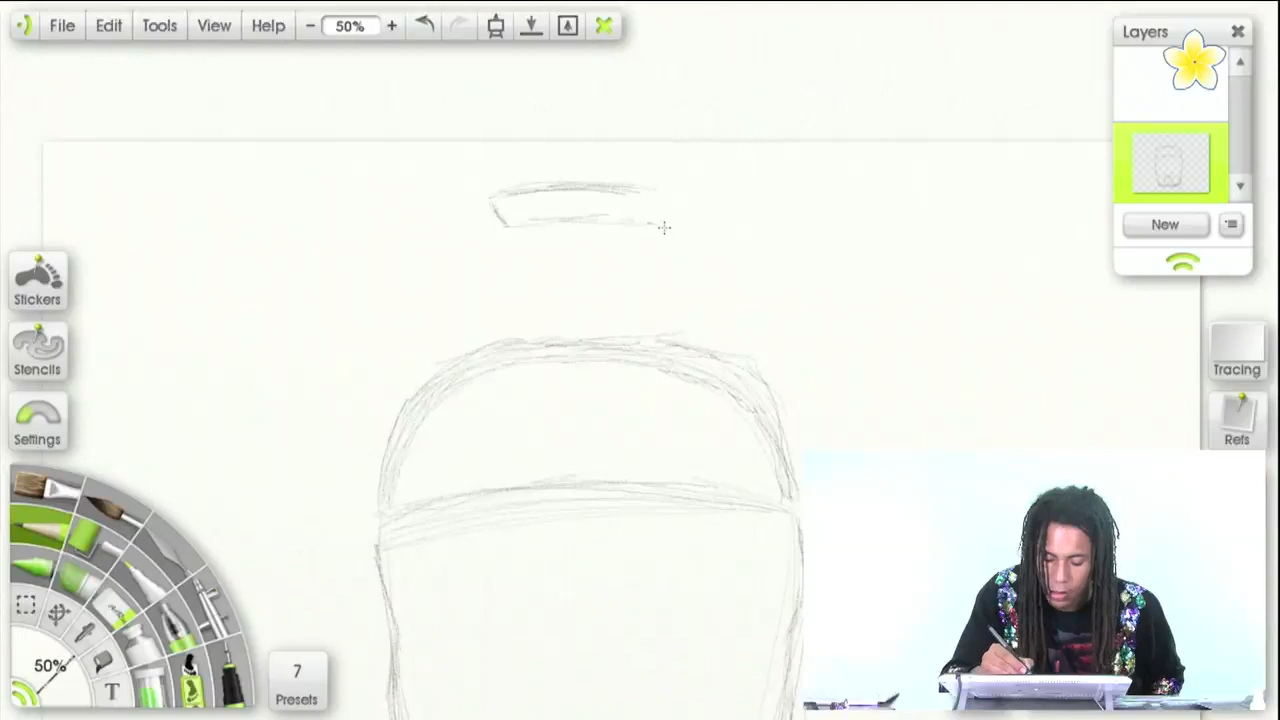 File Edit Tools View Help − 50% +
Layers
New
Stickers
Stencils
Settings
Tracing
Refs
50%
T
7
Presets